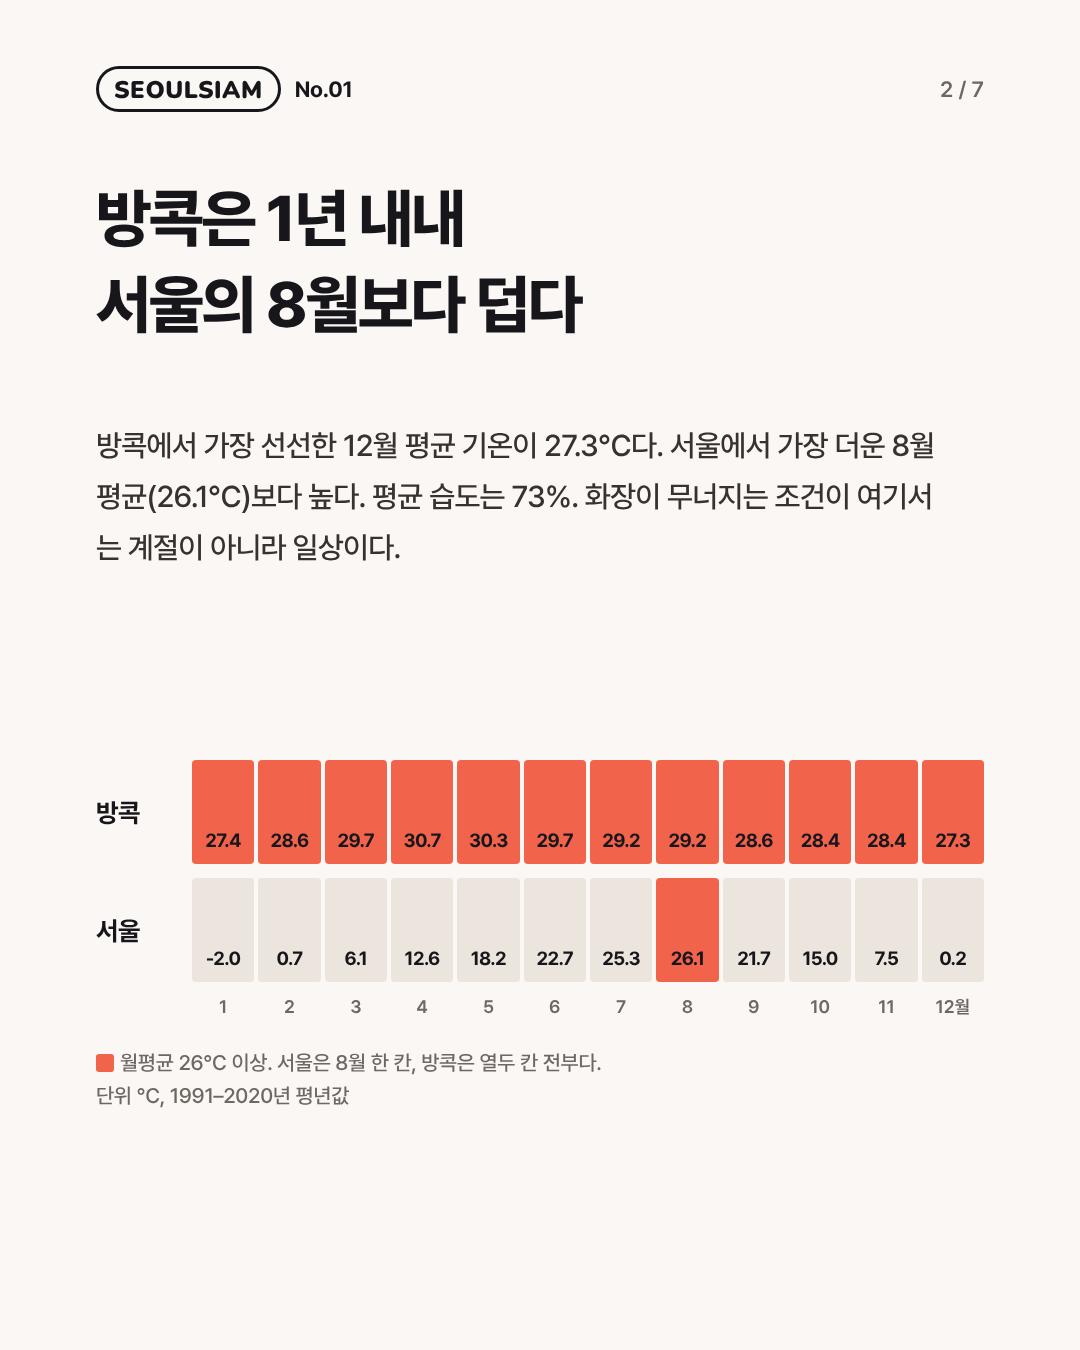 SEOULSIAM No.01 2 / 7
방콕은 1년 내내
서울의 8월보다 덥다
방콕에서 가장 선선한 12월 평균 기온이 27.3°C다. 서울에서 가장 더운 8월
평균(26.1°C)보다 높다. 평균 습도는 73%. 화장이 무너지는 조건이 여기서
는 계절이 아니라 일상이다.
방콕 27.4 28.6 29.7 30.7 30.3 29.7 29.2 29.2 28.6 28.4 28.4 27.3
서울 -2.0 0.7 6.1 12.6 18.2 22.7 25.3 26.1 21.7 15.0 7.5 0.2
1 2 3 4 5 6 7 8 9 10 11 12월
월평균 26°C 이상. 서울은 8월 한 칸, 방콕은 열두 칸 전부다.
단위 °C, 1991–2020년 평년값